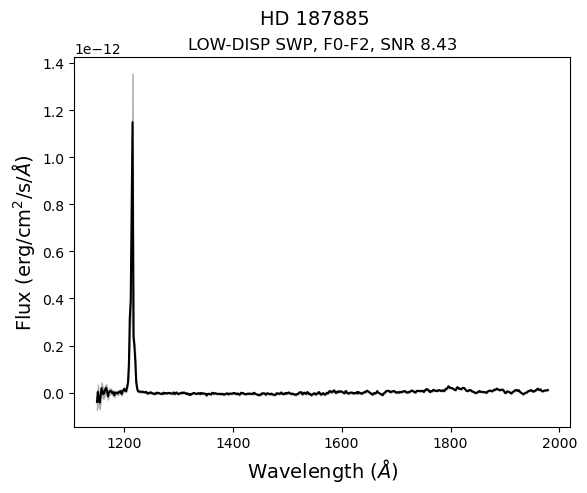 HD 187885
LOW-DISP SWP, F0-F2, SNR 8.43
1e−12
1.4
1.2
1.0
0.8
0.6
0.4
0.2
0.0
Flux (erg/cm²/s/Å)
1200 1400 1600 1800 2000
Wavelength (Å)